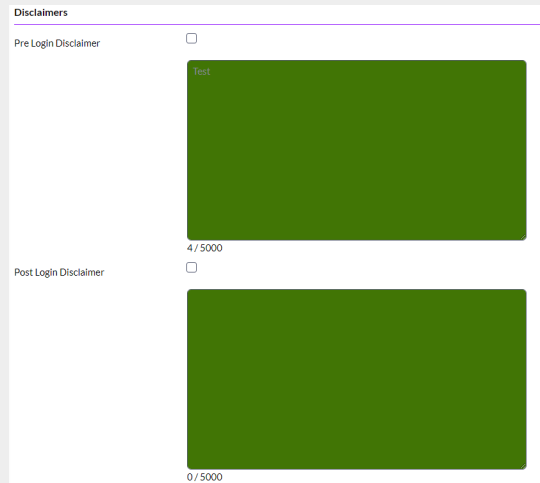 Disclaimers
Pre Login Disclaimer
Test
4 / 5000
Post Login Disclaimer
0 / 5000